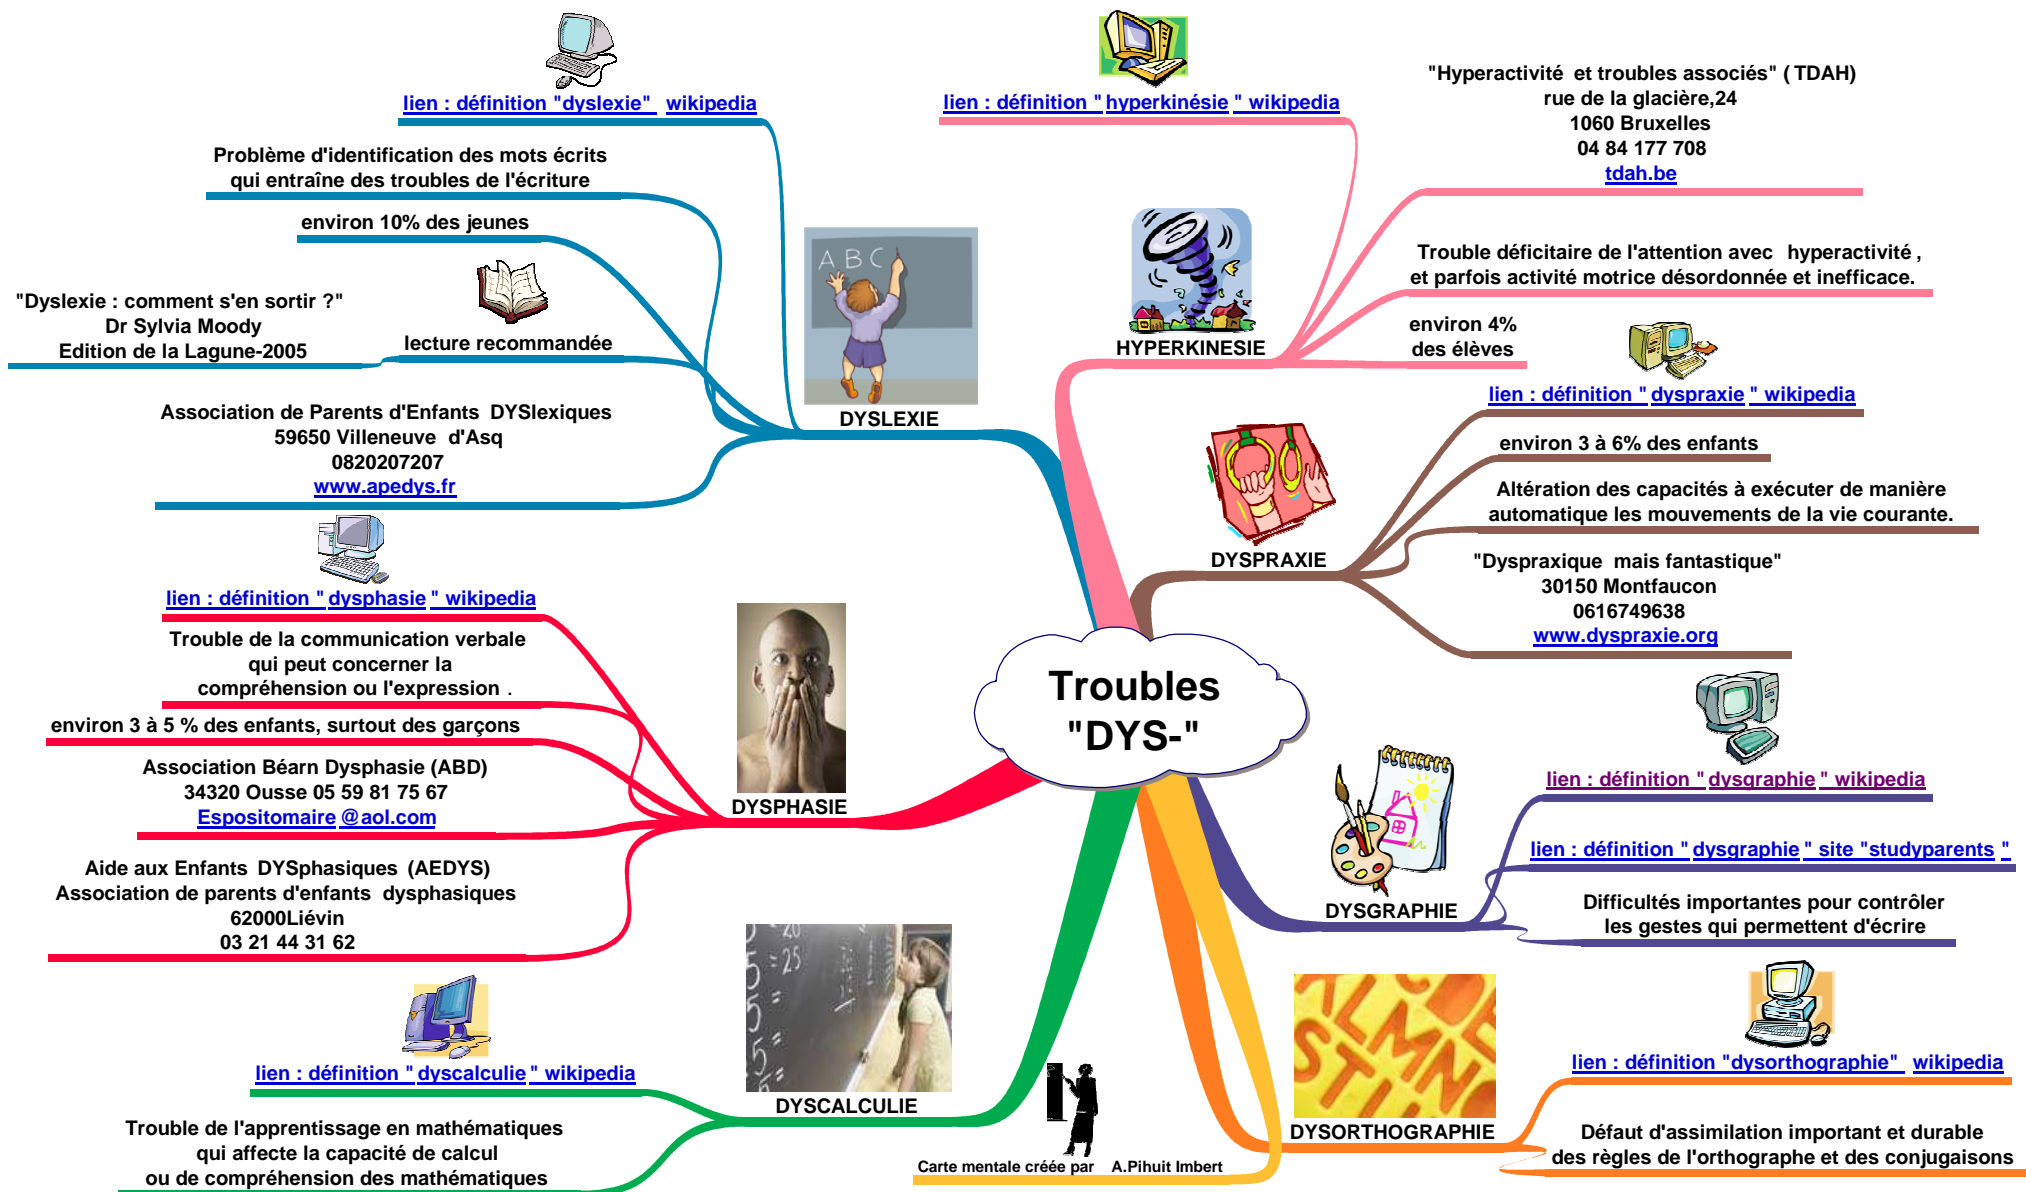 Troubles
"DYS-"
lien : définition "dyslexie" wikipedia
Problème d'identification des mots écrits
qui entraîne des troubles de l'écriture
environ 10% des jeunes
"Dyslexie : comment s'en sortir ?"
Dr Sylvia Moody
Edition de la Lagune-2005
lecture recommandée
Association de Parents d'Enfants DYSlexiques
59650 Villeneuve d'Asq
0820207207
www.apedys.fr
A B C
DYSLEXIE
lien : définition "hyperkinésie" wikipedia
"Hyperactivité et troubles associés" (TDAH)
rue de la glacière,24
1060 Bruxelles
04 84 177 708
tdah.be
Trouble déficitaire de l'attention avec hyperactivité,
et parfois activité motrice désordonnée et inefficace.
environ 4%
des élèves
HYPERKINESIE
lien : définition "dyspraxie" wikipedia
environ 3 à 6% des enfants
Altération des capacités à exécuter de manière
automatique les mouvements de la vie courante.
"Dyspraxique mais fantastique"
30150 Montfaucon
0616749638
www.dyspraxie.org
DYSPRAXIE
lien : définition "dysphasie" wikipedia
Trouble de la communication verbale
qui peut concerner la
compréhension ou l'expression .
environ 3 à 5 % des enfants, surtout des garçons
Association Béarn Dysphasie (ABD)
34320 Ousse 05 59 81 75 67
Espositomaire@aol.com
Aide aux Enfants DYSphasiques (AEDYS)
Association de parents d'enfants dysphasiques
62000Liévin
03 21 44 31 62
DYSPHASIE
lien : définition "dysgraphie" wikipedia
lien : définition "dysgraphie" site "studyparents "
Difficultés importantes pour contrôler
les gestes qui permettent d'écrire
DYSGRAPHIE
lien : définition "dyscalculie" wikipedia
Trouble de l'apprentissage en mathématiques
qui affecte la capacité de calcul
ou de compréhension des mathématiques
DYSCALCULIE
lien : définition "dysorthographie" wikipedia
Défaut d'assimilation important et durable
des règles de l'orthographe et des conjugaisons
DYSORTHOGRAPHIE
Carte mentale créée par A.Pihuit Imbert